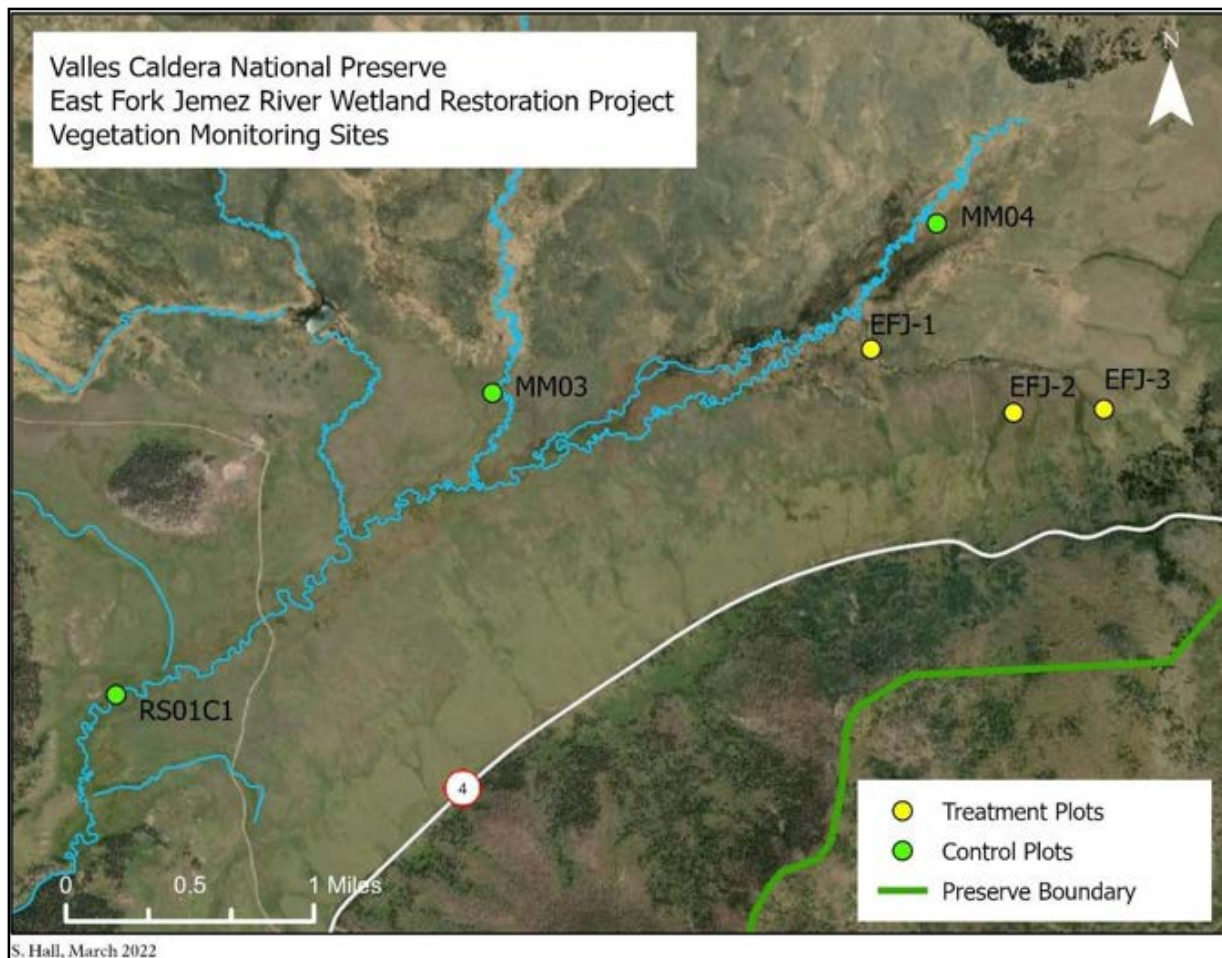 Valles Caldera National Preserve
East Fork Jemez River Wetland Restoration Project
Vegetation Monitoring Sites
N
MM04
EFJ-1
MM03
EFJ-2
EFJ-3
RS01C1
4
0 0.5 1 Miles
Treatment Plots
Control Plots
Preserve Boundary
S. Hall, March 2022